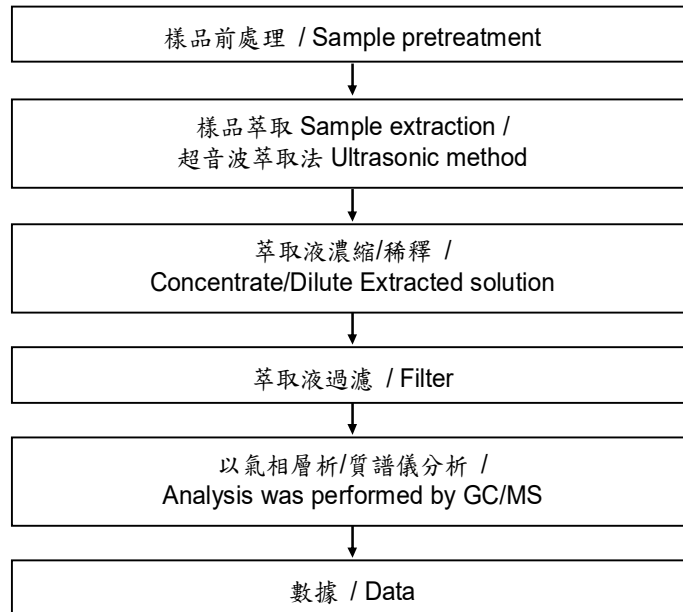 樣品前處理 / Sample pretreatment
樣品萃取 Sample extraction /
超音波萃取法 Ultrasonic method
萃取液濃縮/稀釋 /
Concentrate/Dilute Extracted solution
萃取液過濾 / Filter
以氣相層析/質譜儀分析 /
Analysis was performed by GC/MS
數據 / Data